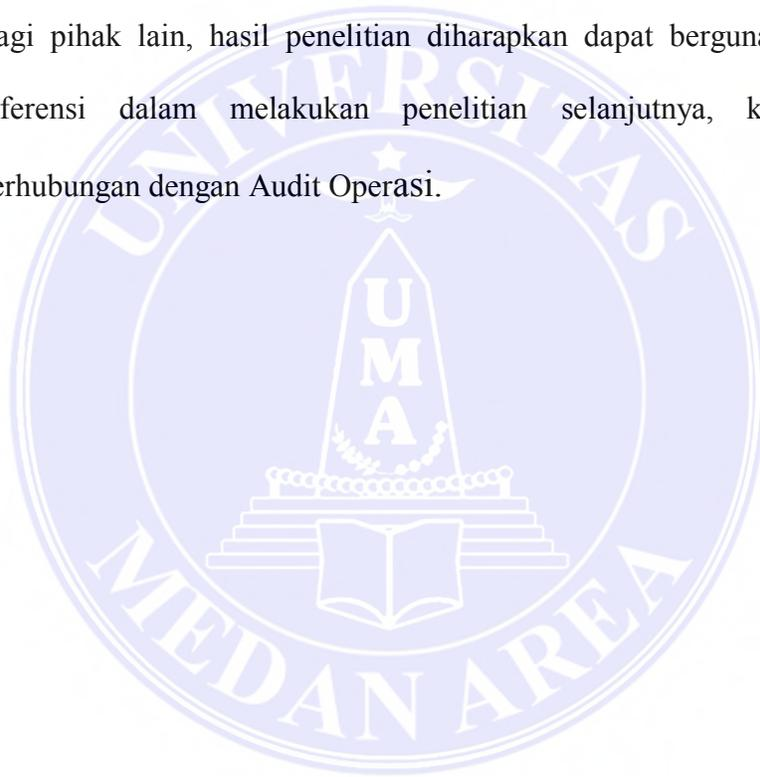 agi pihak lain, hasil penelitian diharapkan dapat berguna
ferensi dalam melakukan penelitian selanjutnya, k
erhubungan dengan Audit Operasi.
UNIVERSITAS
U
M
A
MEDAN AREA